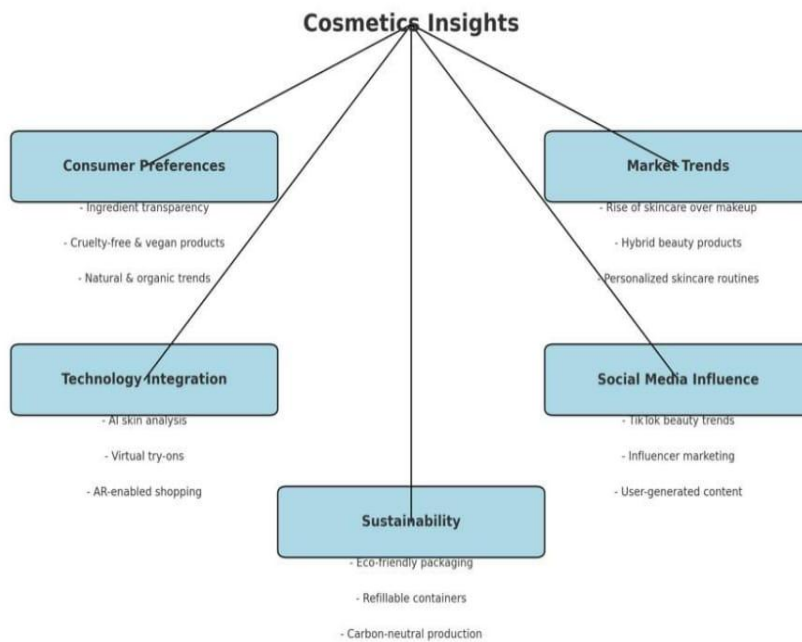 Cosmetics Insights
Consumer Preferences
- Ingredient transparency
- Cruelty-free & vegan products
- Natural & organic trends
Market Trends
- Rise of skincare over makeup
- Hybrid beauty products
- Personalized skincare routines
Technology Integration
- AI skin analysis
- Virtual try-ons
- AR-enabled shopping
Social Media Influence
- TikTok beauty trends
- Influencer marketing
- User-generated content
Sustainability
- Eco-friendly packaging
- Refillable containers
- Carbon-neutral production